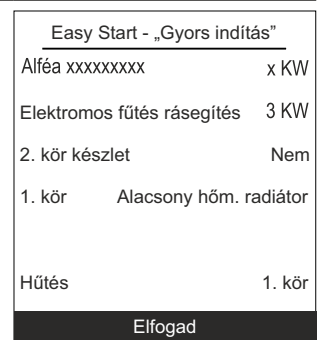 Easy Start - „Gyors indítás”
Alféa xxxxxxxxx x KW
Elektromos fűtés rásegítés 3 KW
2. kör készlet Nem
1. kör Alacsony hőm. radiátor
Hűtés 1. kör
Elfogad